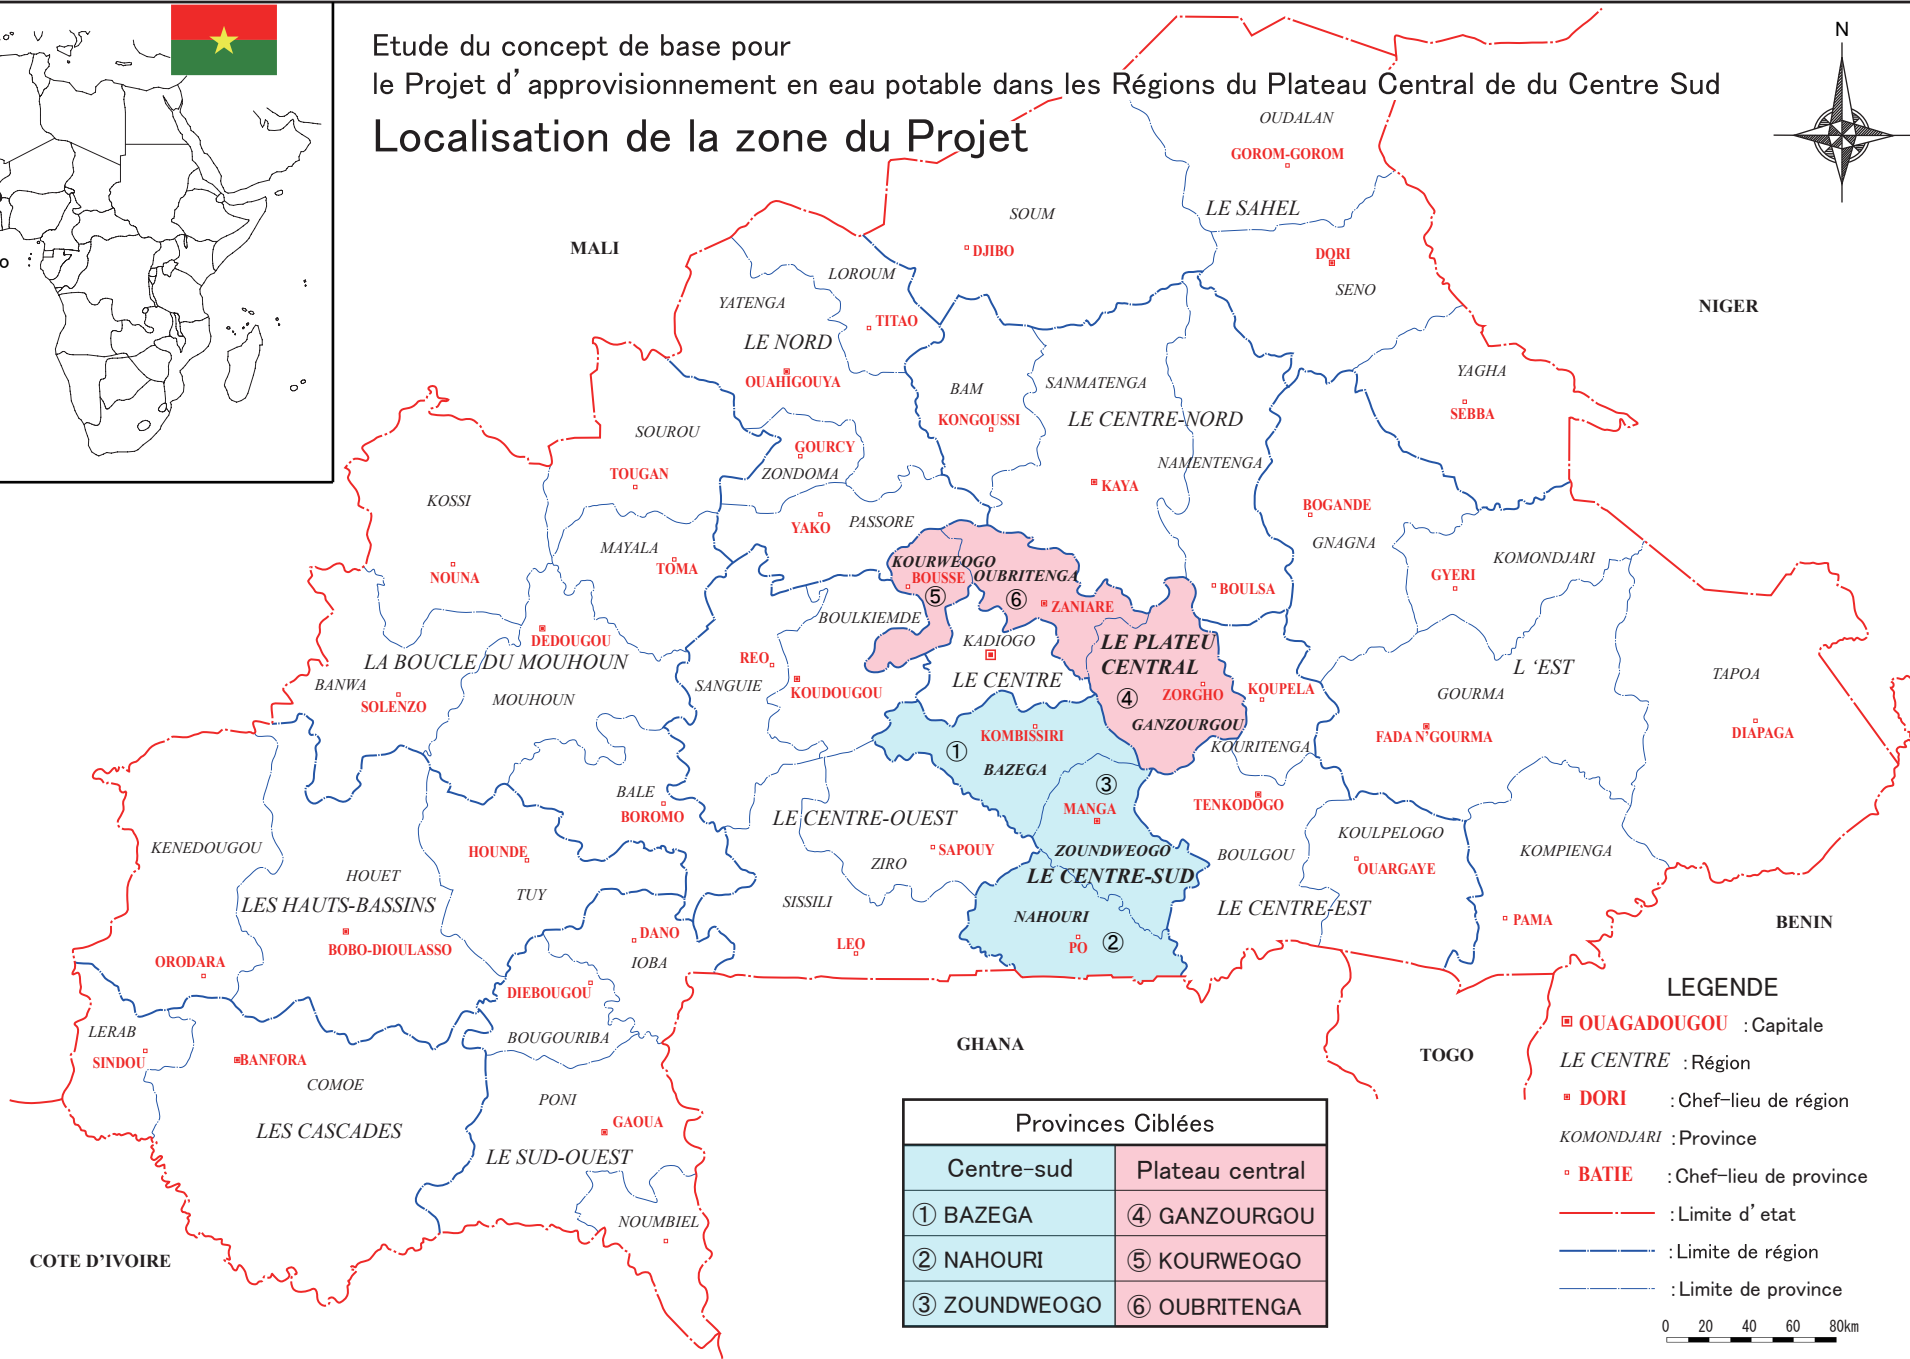 Etude du concept de base pour
le Projet d’approvisionnement en eau potable dans les Régions du Plateau Central de du Centre Sud
Localisation de la zone du Projet
N
o
OUDALAN
GOROM-GOROM
LE SAHEL
SOUM
DJIBO
MALI
DORI
SENO
NIGER
LOROUM
YATENGA
TITAO
LE NORD
OUAHIGOUYA
BAM
KONGOUSSI
SANMATENGA
LE CENTRE-NORD
NAMENTENGA
KAYA
YAGHA
SEBBA
SOUROU
TOUGAN
GOURCY
ZONDOMA
KOSSI
NOUNA
YAKO
PASSORE
MAYALA
TOMA
BOGANDE
GNAGNA
KOMONDJARI
GYERI
BOULSA
KOURWEOGO
BOUSSE
⑤
OUBRITENGA
⑥
ZANIARE
BOULKIEMDE
KADIOGO
LE CENTRE
LE PLATEU
CENTRAL
④
ZORGHO
GANZOURGOU
KOUPELA
KOURITENGA
DEDOUGOU
LA BOUCLE DU MOUHOUN
BANWA
SOLENZO
MOUHOUN
REO
SANGUIE
KOUDOUGOU
L ‘EST
GOURMA
FADA N’GOURMA
TAPOA
DIAPAGA
KOMBISSIRI
①
BAZEGA
③
MANGA
ZOUNDWEOGO
LE CENTRE-SUD
NAHOURI
PO
②
TENKODOGO
BALE
BOROMO
LE CENTRE-OUEST
ZIRO
SAPOUY
SISSILI
LEO
BOULGOU
KOULPELOGO
OUARGAYE
LE CENTRE-EST
KOMPIENGA
PAMA
KENEDOUGOU
HOUNDE
HOUET
TUY
LES HAUTS-BASSINS
BOBO-DIOULASSO
ORODARA
DANO
IOBA
DIEBOUGOU
BOUGOURIBA
LERAB
SINDOU
BANFORA
COMOE
LES CASCADES
PONI
GAOUA
LE SUD-OUEST
NOUMBIEL
COTE D’IVOIRE
GHANA
TOGO
BENIN
Provinces Ciblées
Centre-sud Plateau central
① BAZEGA ④ GANZOURGOU
② NAHOURI ⑤ KOURWEOGO
③ ZOUNDWEOGO ⑥ OUBRITENGA
LEGENDE
OUAGADOUGOU :Capitale
LE CENTRE :Région
DORI :Chef-lieu de région
KOMONDJARI :Province
BATIE :Chef-lieu de province
:Limite d’etat
:Limite de région
:Limite de province
0 20 40 60 80km